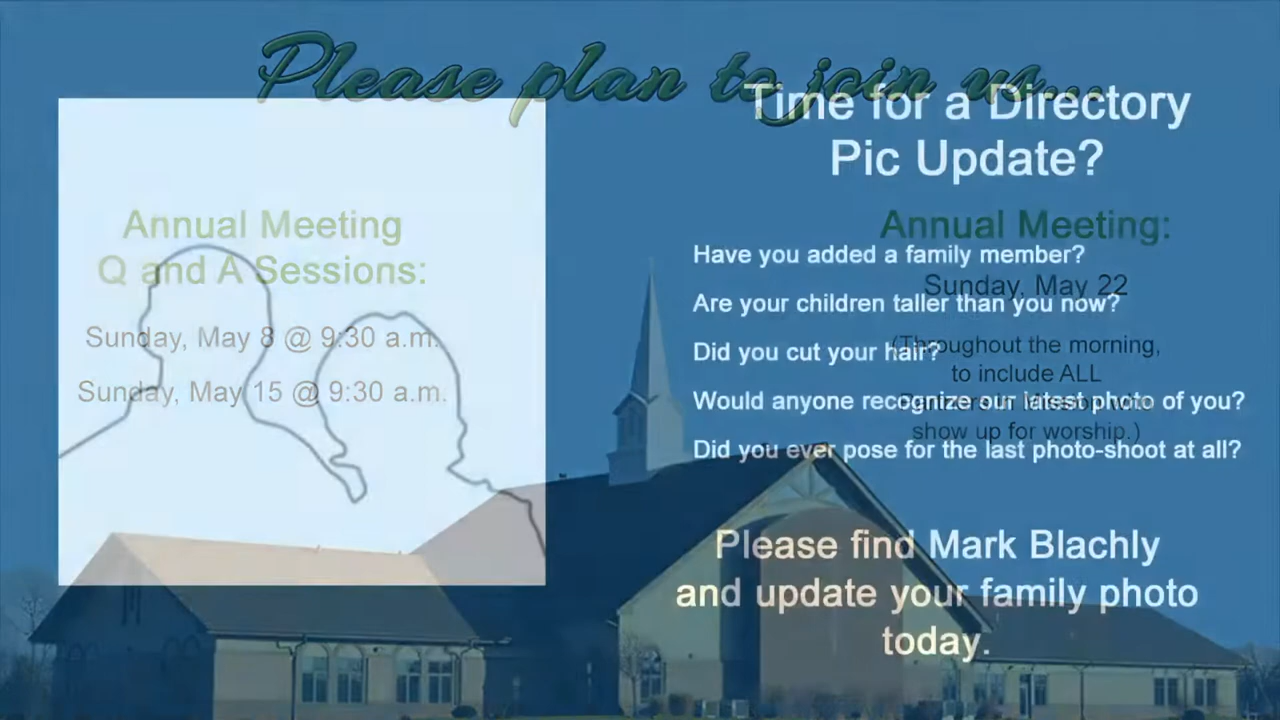 Please plan to join us...
Time for a Directory
Pic Update?
Annual Meeting
Q and A Sessions:
Sunday, May 8 @ 9:30 a.m.
Sunday, May 15 @ 9:30 a.m.
Annual Meeting:
Sunday, May 22
(Throughout the morning,
to include ALL
show up for worship.)
Have you added a family member?
Are your children taller than you now?
Did you cut your hair?
Would anyone recognize our latest photo of you?
Did you ever pose for the last photo-shoot at all?
Please find Mark Blachly
and update your family photo
today.